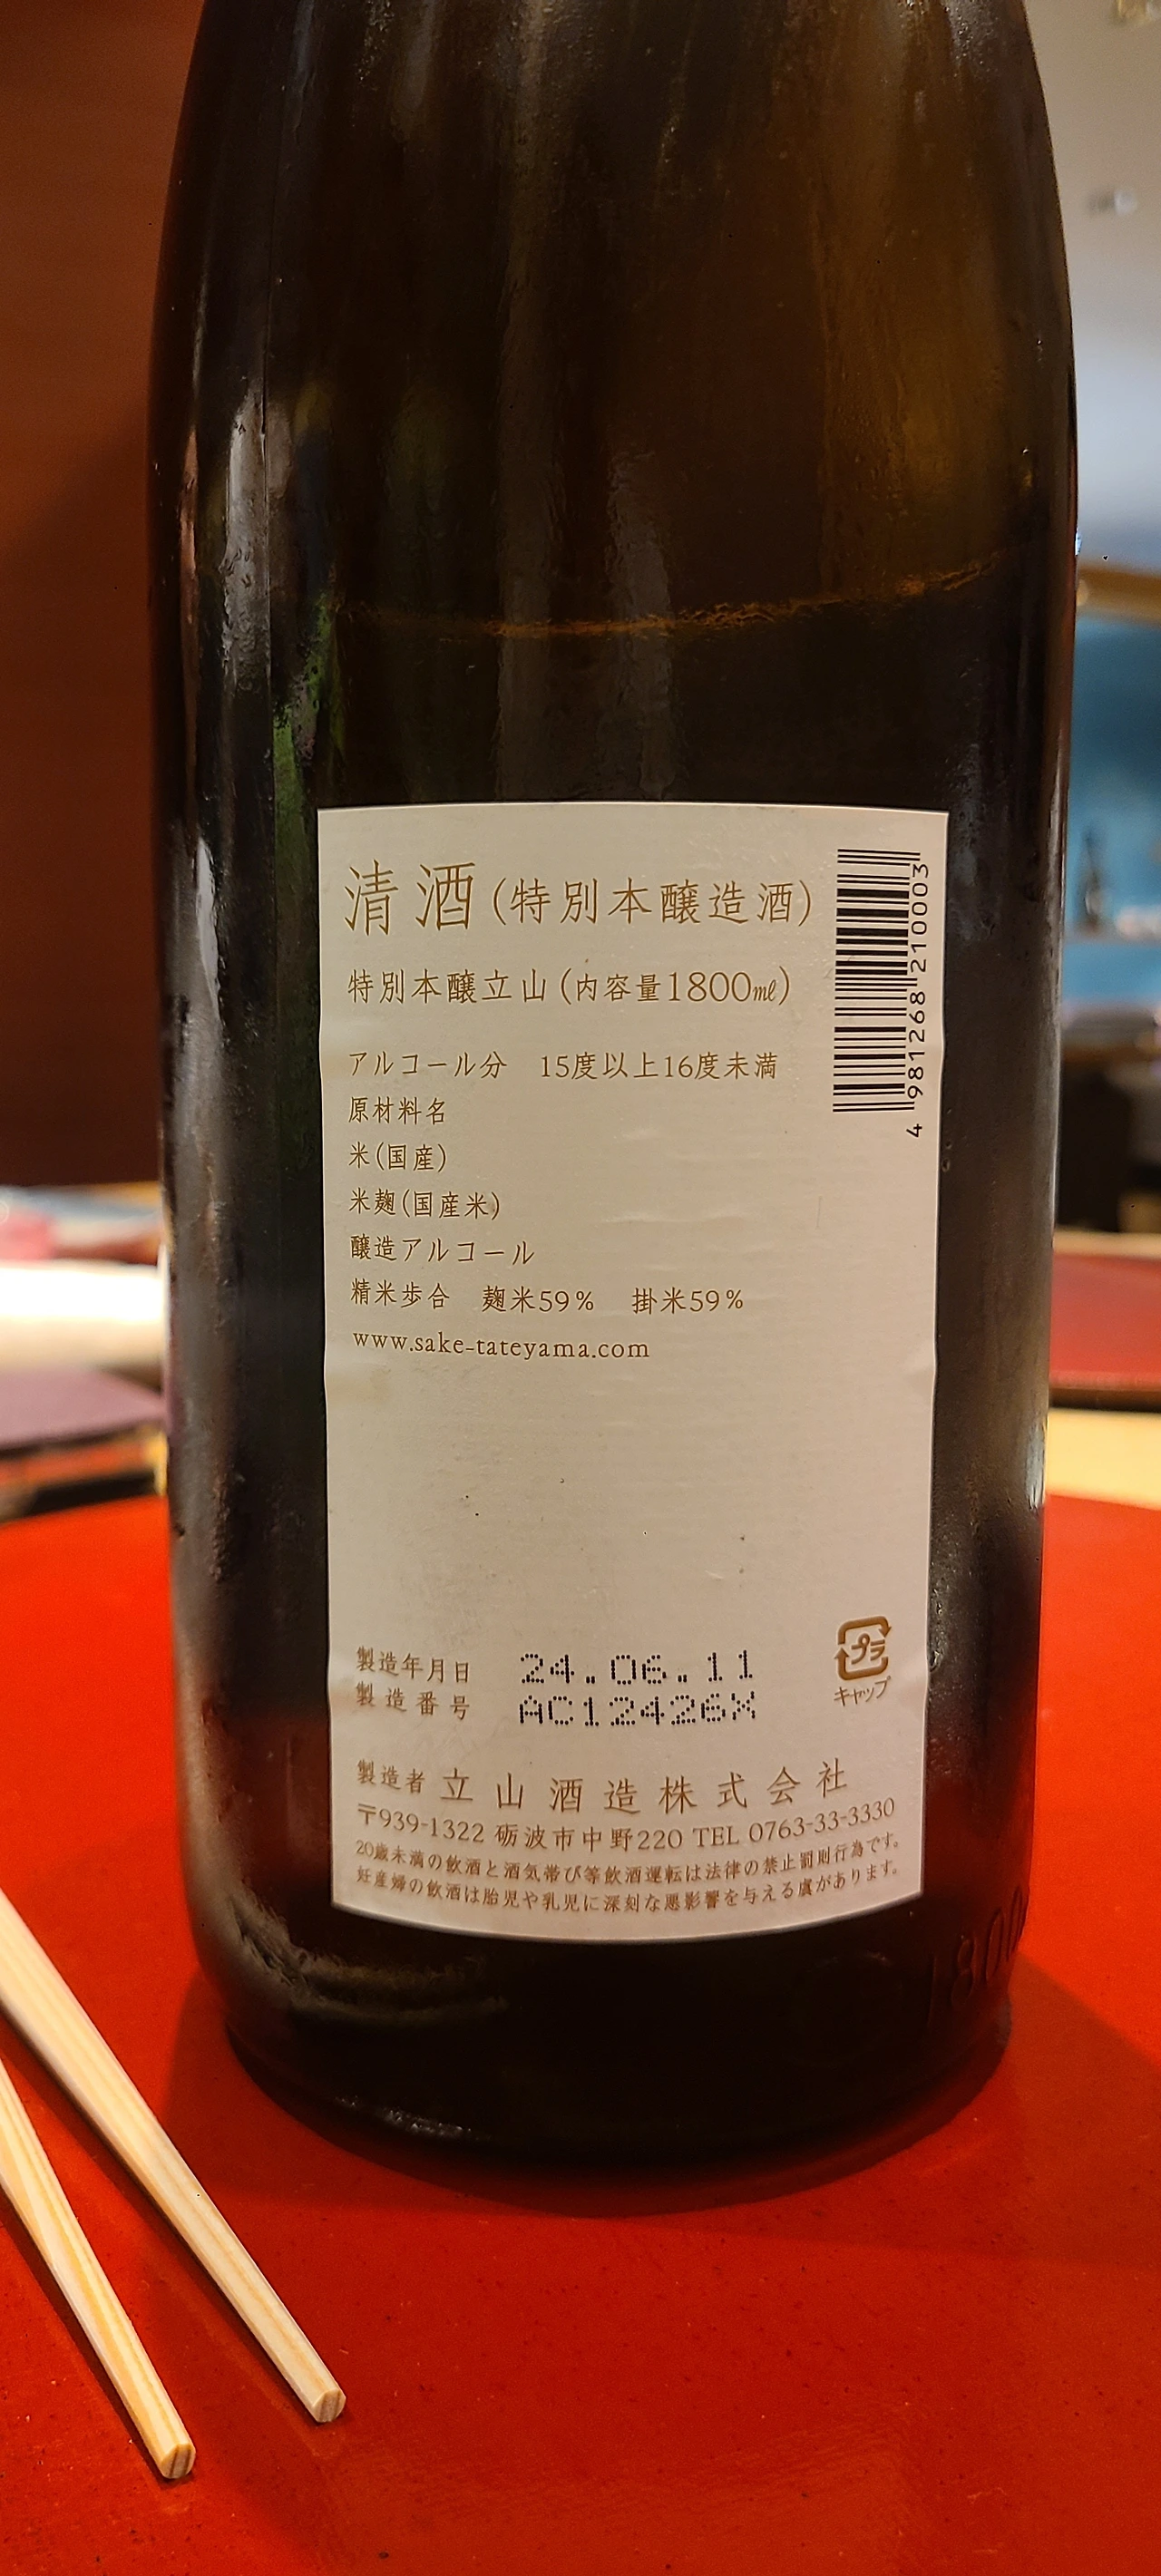 清酒(特別本醸造酒)
特別本醸立山(内容量1800㎖)
アルコール分 15度以上16度未満
原材料名
米(国産)
米麹(国産米)
醸造アルコール
精米歩合 麹米59% 掛米59%
www.sake-tateyama.com
4 981268 210003
製造年月日 24.06.11
製造番号 AC12426X
プラ
キャップ
製造者 立山酒造株式会社
〒939-1322 砺波市中野220 TEL 0763-33-3330
20歳未満の飲酒と酒気帯び等飲酒運転は法律の禁止罰則行為です。
妊産婦の飲酒は胎児や乳児に深刻な悪影響を与える虞があります。
1800